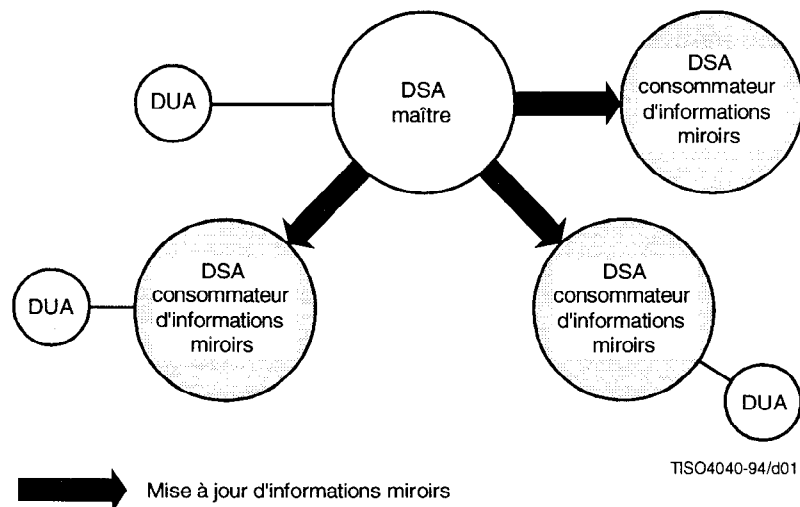 DUA
DSA
maître
DSA
consommateur
d'informations
miroirs
DUA
DSA
consommateur
d'informations
miroirs
DSA
consommateur
d'informations
miroirs
DUA
TISO4040-94/d01
Mise à jour d'informations miroirs